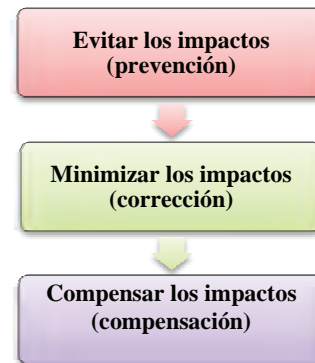 Evitar los impactos
(prevención)
Minimizar los impactos
(corrección)
Compensar los impactos
(compensación)